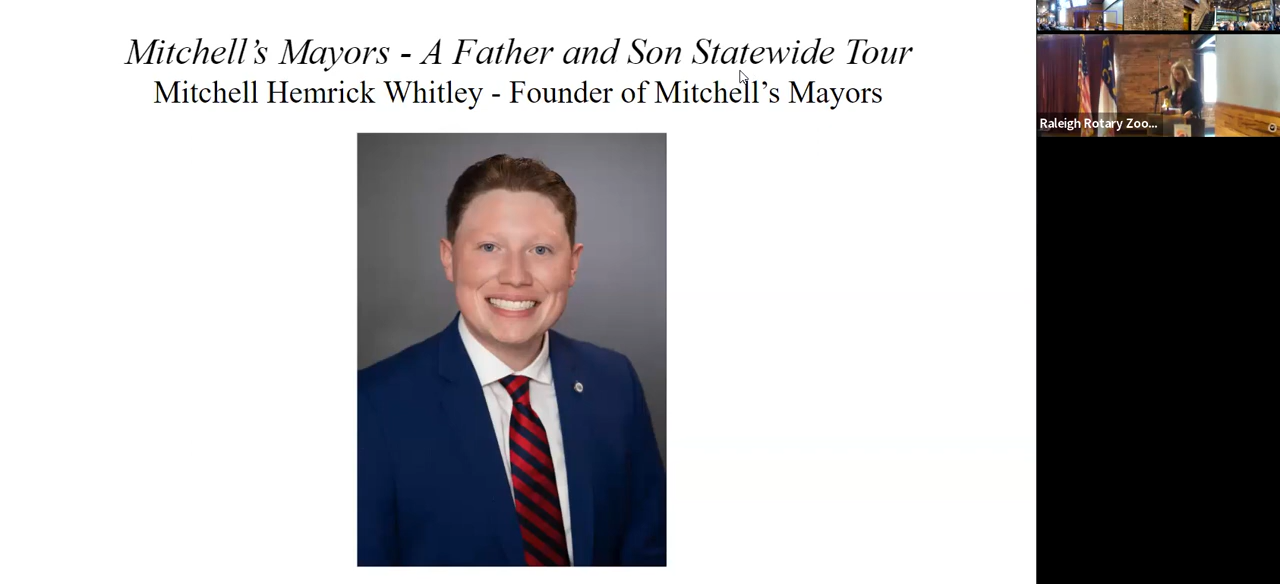 Mitchell’s Mayors - A Father and Son Statewide Tour
Mitchell Hemrick Whitley - Founder of Mitchell’s Mayors
Raleigh Rotary Zoo...